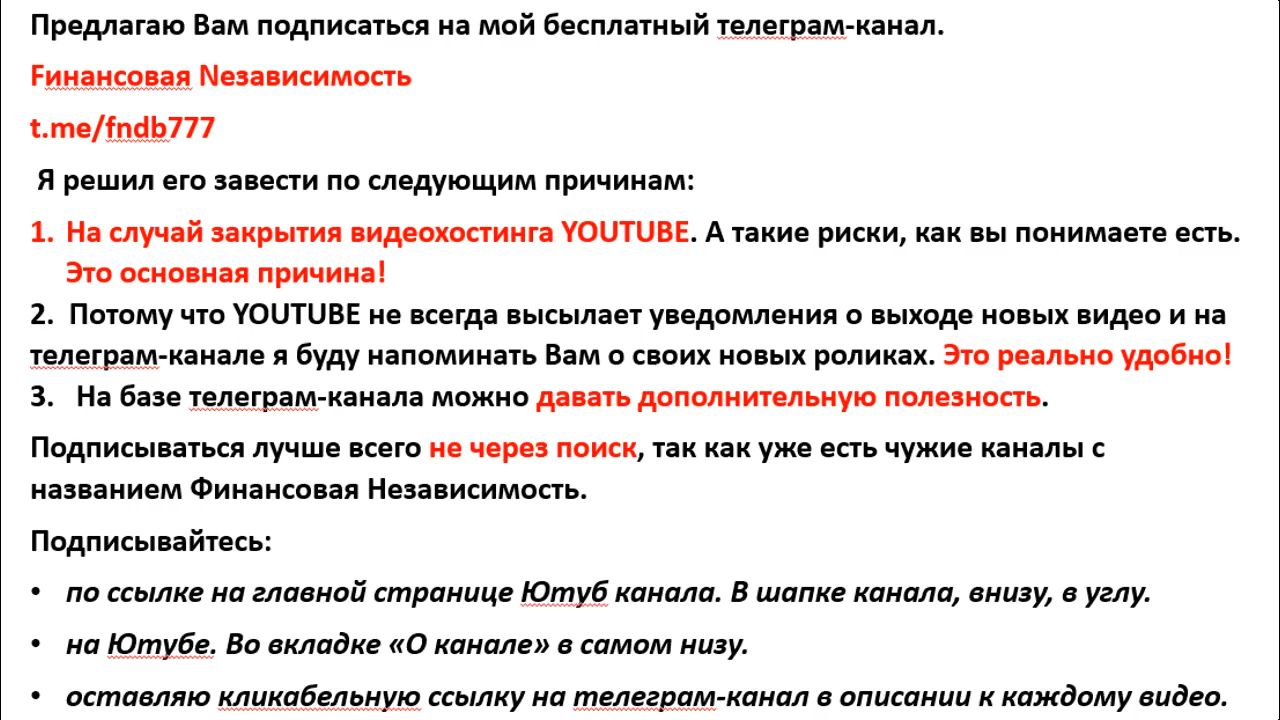 Предлагаю Вам подписаться на мой бесплатный телеграм-канал.
Fинансовая Nезависимость
t.me/fndb777
Я решил его завести по следующим причинам:
1. На случай закрытия видеохостинга YOUTUBE. А такие риски, как вы понимаете есть.
Это основная причина!
2. Потому что YOUTUBE не всегда высылает уведомления о выходе новых видео и на
телеграм-канале я буду напоминать Вам о своих новых роликах. Это реально удобно!
3. На базе телеграм-канала можно давать дополнительную полезность.
Подписываться лучше всего не через поиск, так как уже есть чужие каналы с
названием Финансовая Независимость.
Подписывайтесь:
• по ссылке на главной странице Ютуб канала. В шапке канала, внизу, в углу.
• на Ютубе. Во вкладке «О канале» в самом низу.
• оставляю кликабельную ссылку на телеграм-канал в описании к каждому видео.